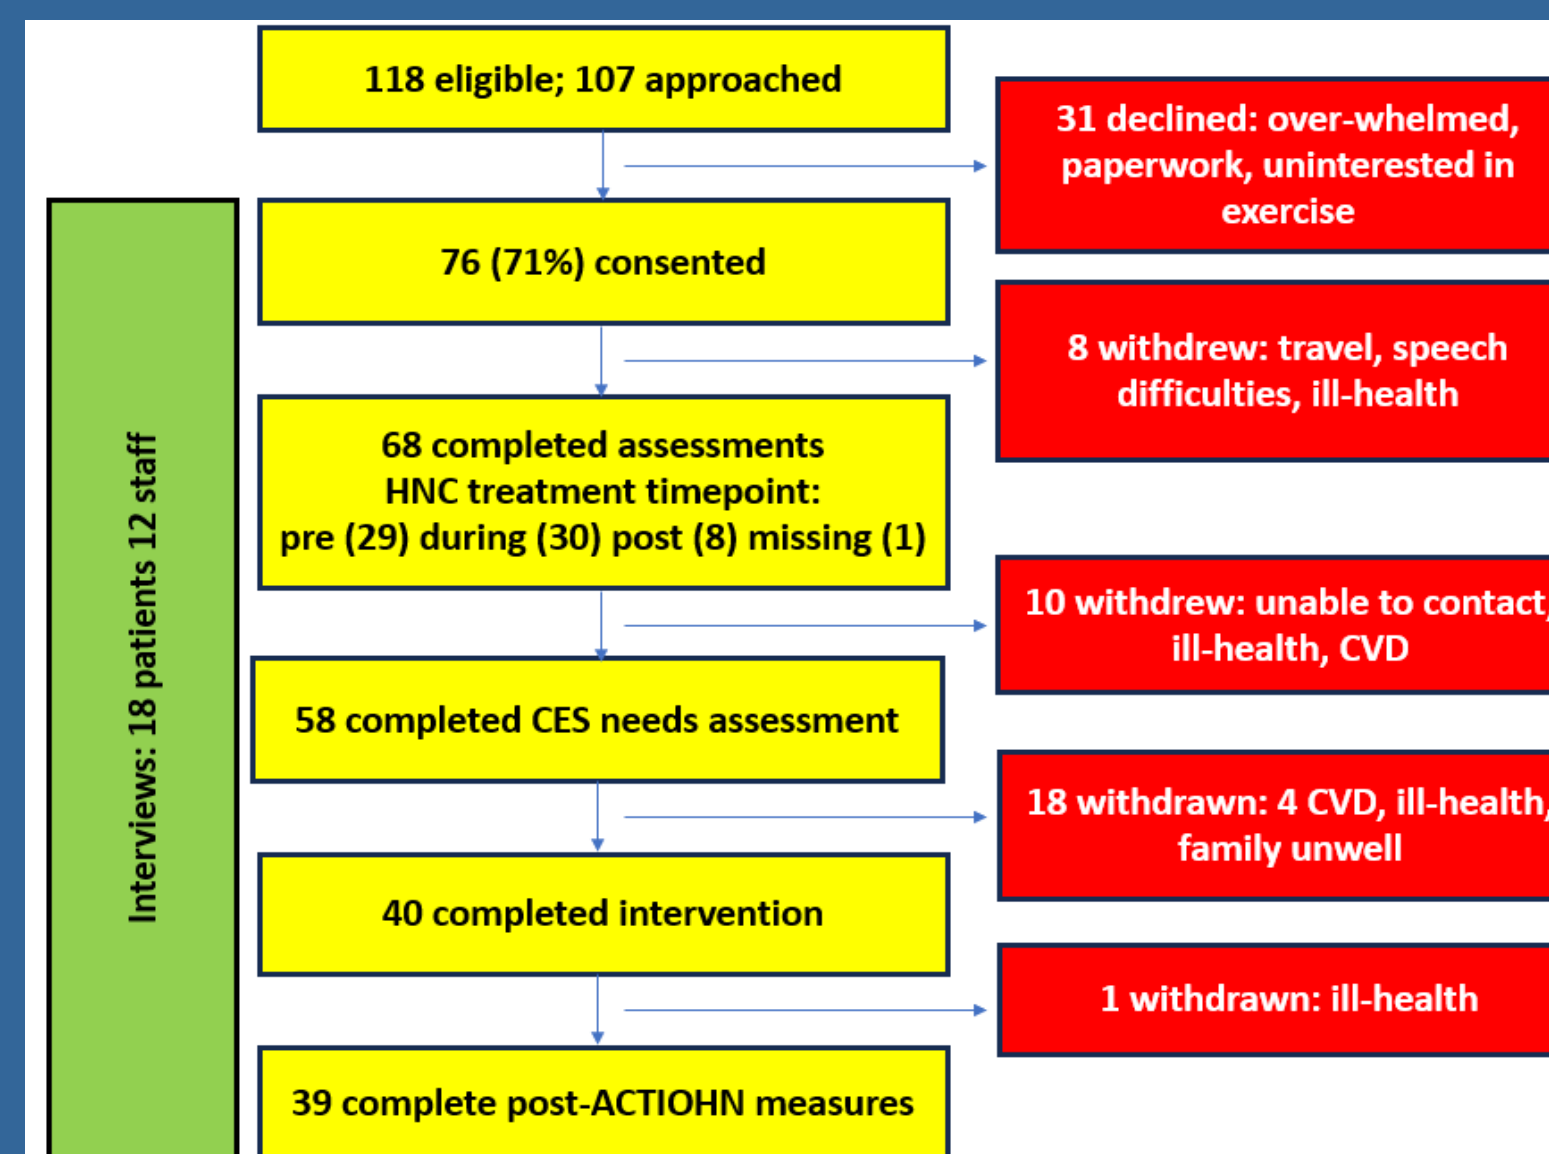 118 eligible; 107 approached
31 declined: over-whelmed,
paperwork, uninterested in
exercise
76 (71%) consented
8 withdrew: travel, speech
difficulties, ill-health
68 completed assessments
HNC treatment timepoint:
pre (29) during (30) post (8) missing (1)
10 withdrew: unable to contact,
ill-health, CVD
58 completed CES needs assessment
18 withdrawn: 4 CVD, ill-health,
family unwell
40 completed intervention
1 withdrawn: ill-health
39 complete post-ACTIOHN measures
Interviews: 18 patients 12 staff